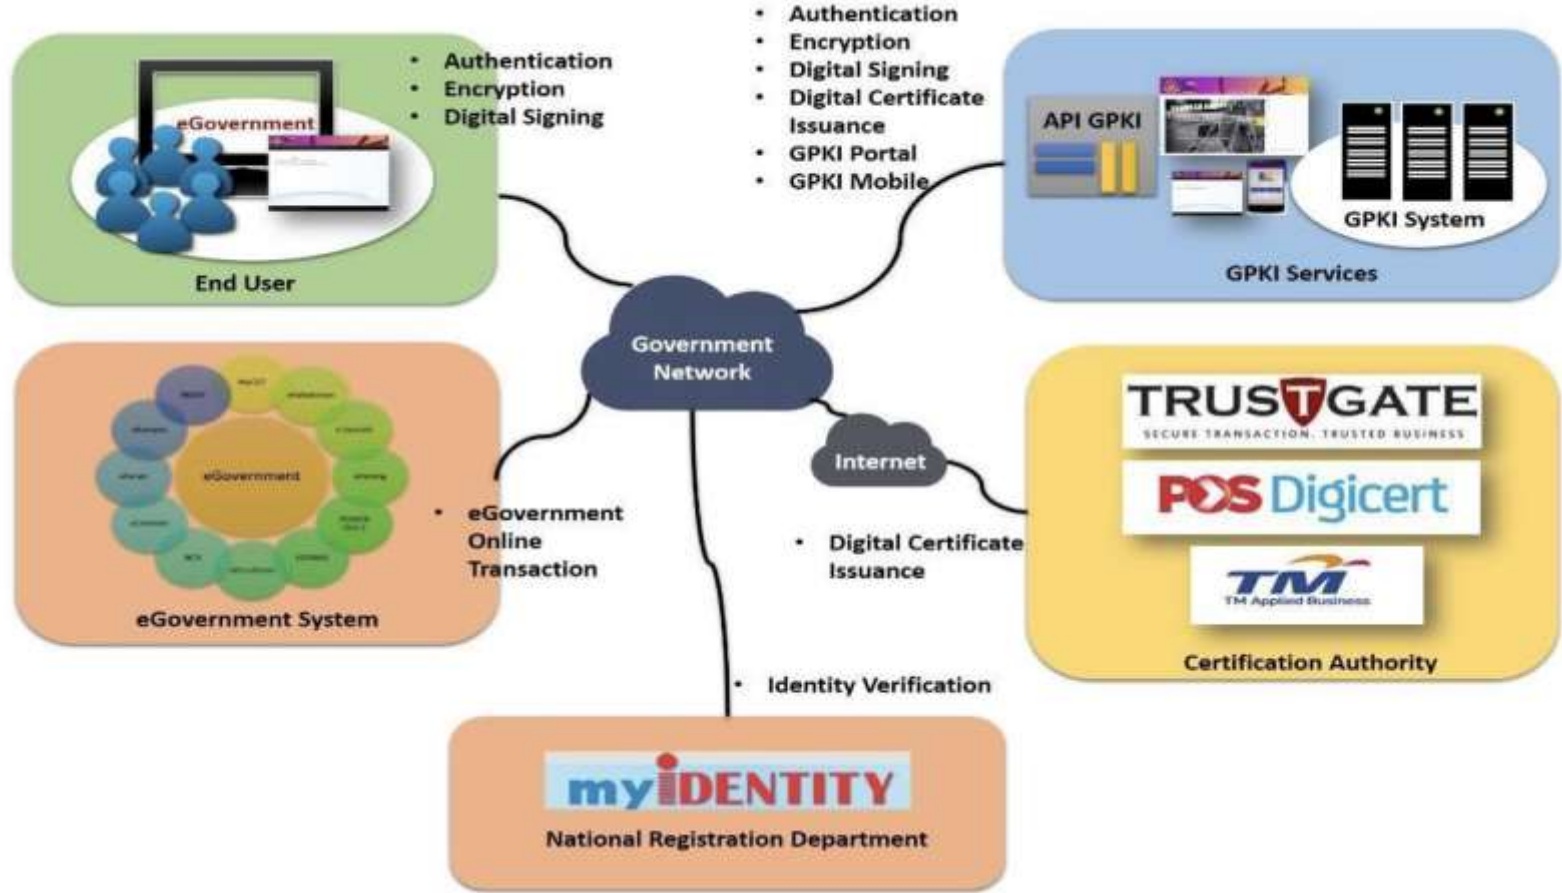 • Authentication
• Encryption
• Digital Signing
eGovernment
End User
• Authentication
• Encryption
• Digital Signing
• Digital Certificate
Issuance
• GPKI Portal
• GPKI Mobile
API GPKI
GPKI System
GPKI Services
Government
Network
Internet
eGovernment
eGovernment System
• eGovernment
Online
Transaction
• Digital Certificate
Issuance
TRUSTGATE
SECURE TRANSACTION. TRUSTED BUSINESS
POS Digicert
TM
TM Applied Business
Certification Authority
• Identity Verification
myIDENTITY
National Registration Department